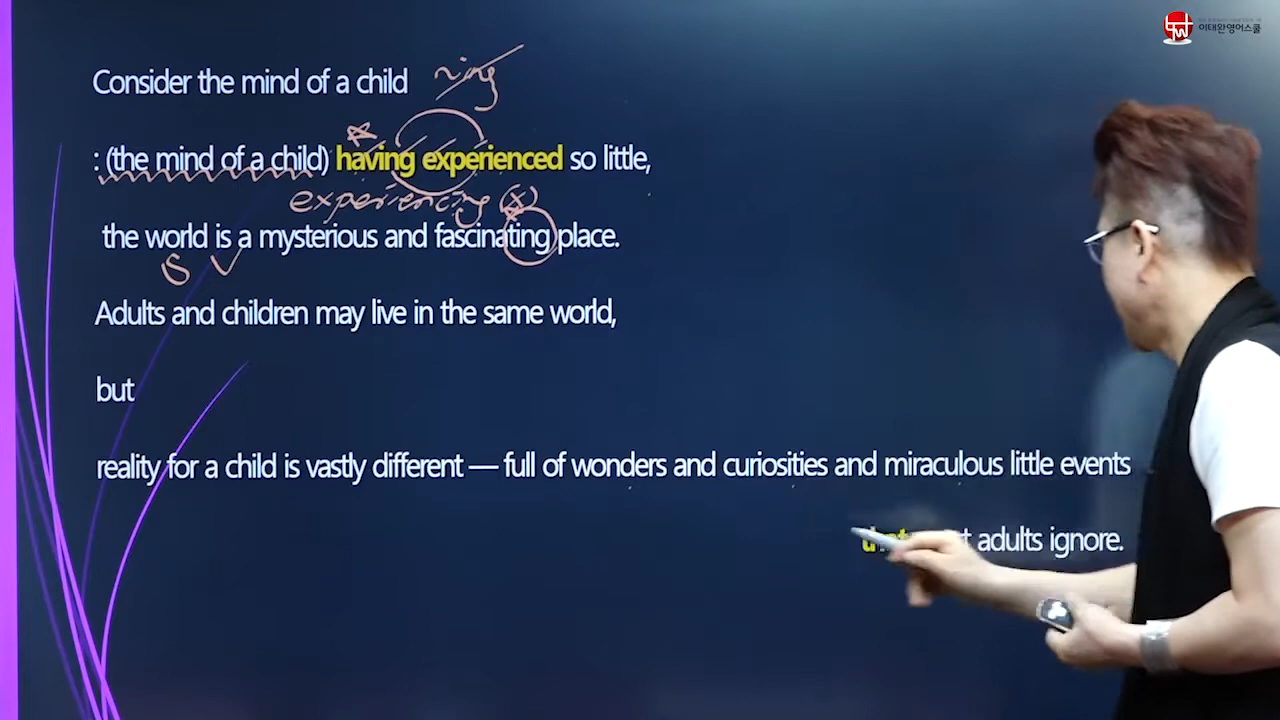 이태완영어스쿨
Consider the mind of a child
ing
: (the mind of a child) having experienced so little,
experiencing (x)
the world is a mysterious and fascinating place.
S V
Adults and children may live in the same world,
but
reality for a child is vastly different — full of wonders and curiosities and miraculous little events
adults ignore.